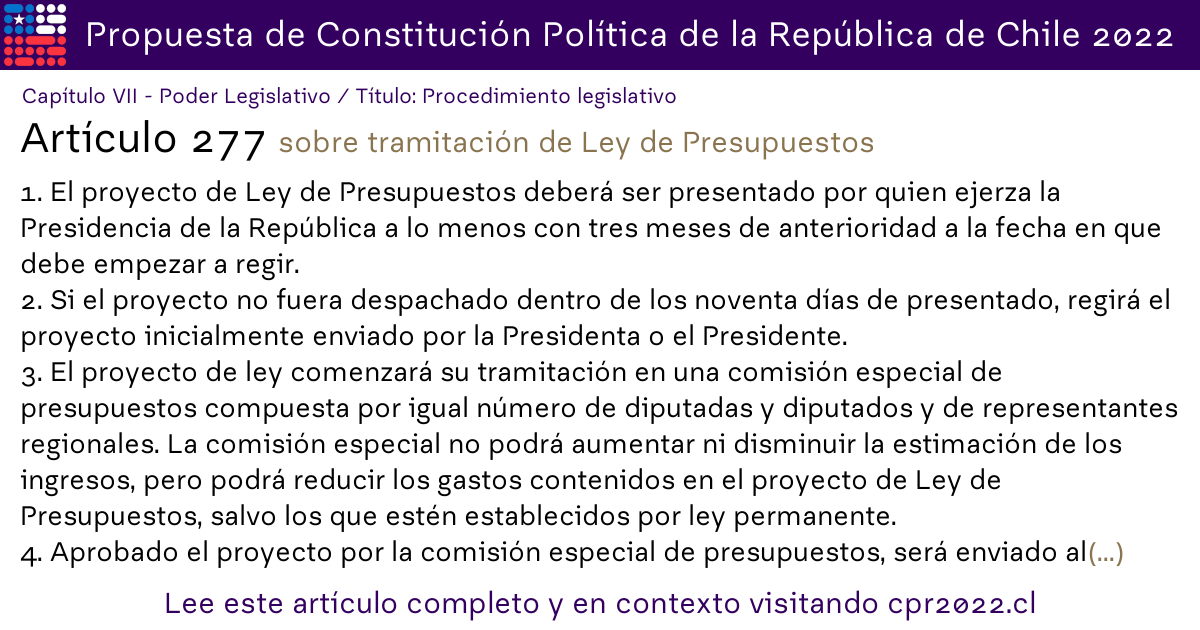 Propuesta de Constitución Política de la República de Chile 2022
Capítulo VII - Poder Legislativo / Título: Procedimiento legislativo
Artículo 277 sobre tramitación de Ley de Presupuestos
1. El proyecto de Ley de Presupuestos deberá ser presentado por quien ejerza la
Presidencia de la República a lo menos con tres meses de anterioridad a la fecha en que
debe empezar a regir.
2. Si el proyecto no fuera despachado dentro de los noventa días de presentado, regirá el
proyecto inicialmente enviado por la Presidenta o el Presidente.
3. El proyecto de ley comenzará su tramitación en una comisión especial de
presupuestos compuesta por igual número de diputadas y diputados y de representantes
regionales. La comisión especial no podrá aumentar ni disminuir la estimación de los
ingresos, pero podrá reducir los gastos contenidos en el proyecto de Ley de
Presupuestos, salvo los que estén establecidos por ley permanente.
4. Aprobado el proyecto por la comisión especial de presupuestos, será enviado al(...)
Lee este artículo completo y en contexto visitando cpr2022.cl